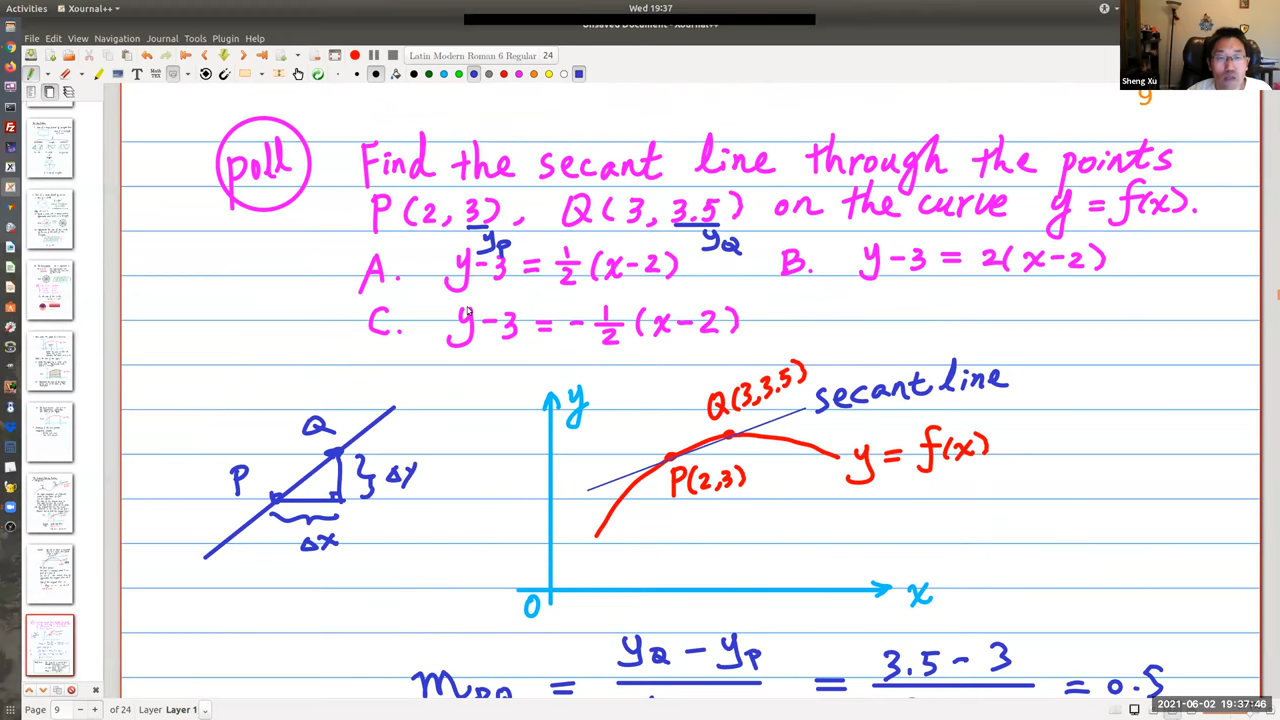 Activities
Xournal++
Wed 19:37
Unsaved Document - Xournal++
File Edit View Navigation Journal Tools Plugin Help
Latin Modern Roman 6 Regular 24
Sheng Xu
9
poll
Find the secant line through the points
P(2, 3), Q(3, 3.5) on the curve y = f(x).
yP yQ
A. y-3 = 1/2 (x-2) B. y-3 = 2(x-2)
C. y-3 = - 1/2 (x-2)
y
Q(3,3.5)
secant line
P(2,3)
y = f(x)
Q
P
Δy
Δx
0
x
mPQ = yQ - yP = 3.5 - 3 = 0.5
Page 9 of 24 Layer Layer 1
2021-06-02 19:37:46